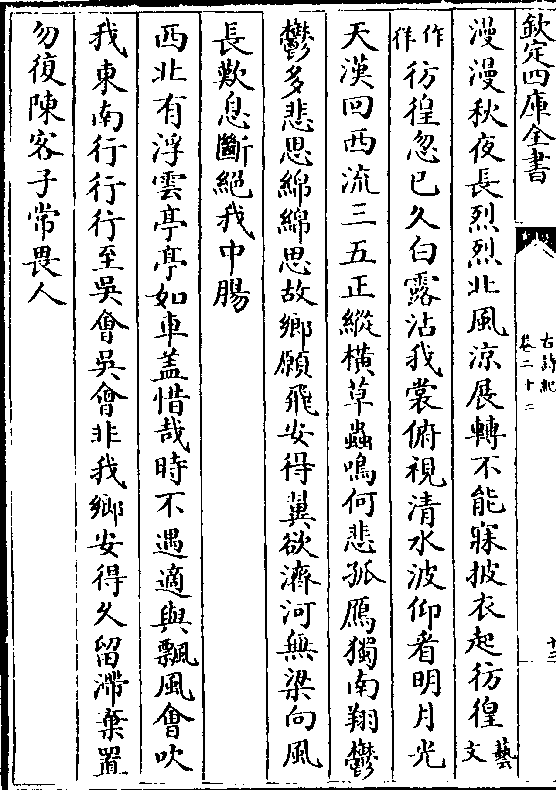 欽定四庫全書
古詩紀
卷二十二
十三
漫漫秋夜長烈烈北風涼展轉不能寐披衣起彷徨藝文
作徘彷徨忽已久白露沾我裳俯視清水波仰看明月光
天漢回西流三五正縱橫草蟲鳴何悲孤鴈獨南翔鬱
鬱多悲思綿綿思故鄉願飛安得翼欲濟河無梁向風
長歎息斷絕我中腸
西北有浮雲亭亭如車蓋惜哉時不遇適與飄風會吹
我東南行行行至吳會吳會非我鄉安得久留滯棄置
勿復陳客子常畏人